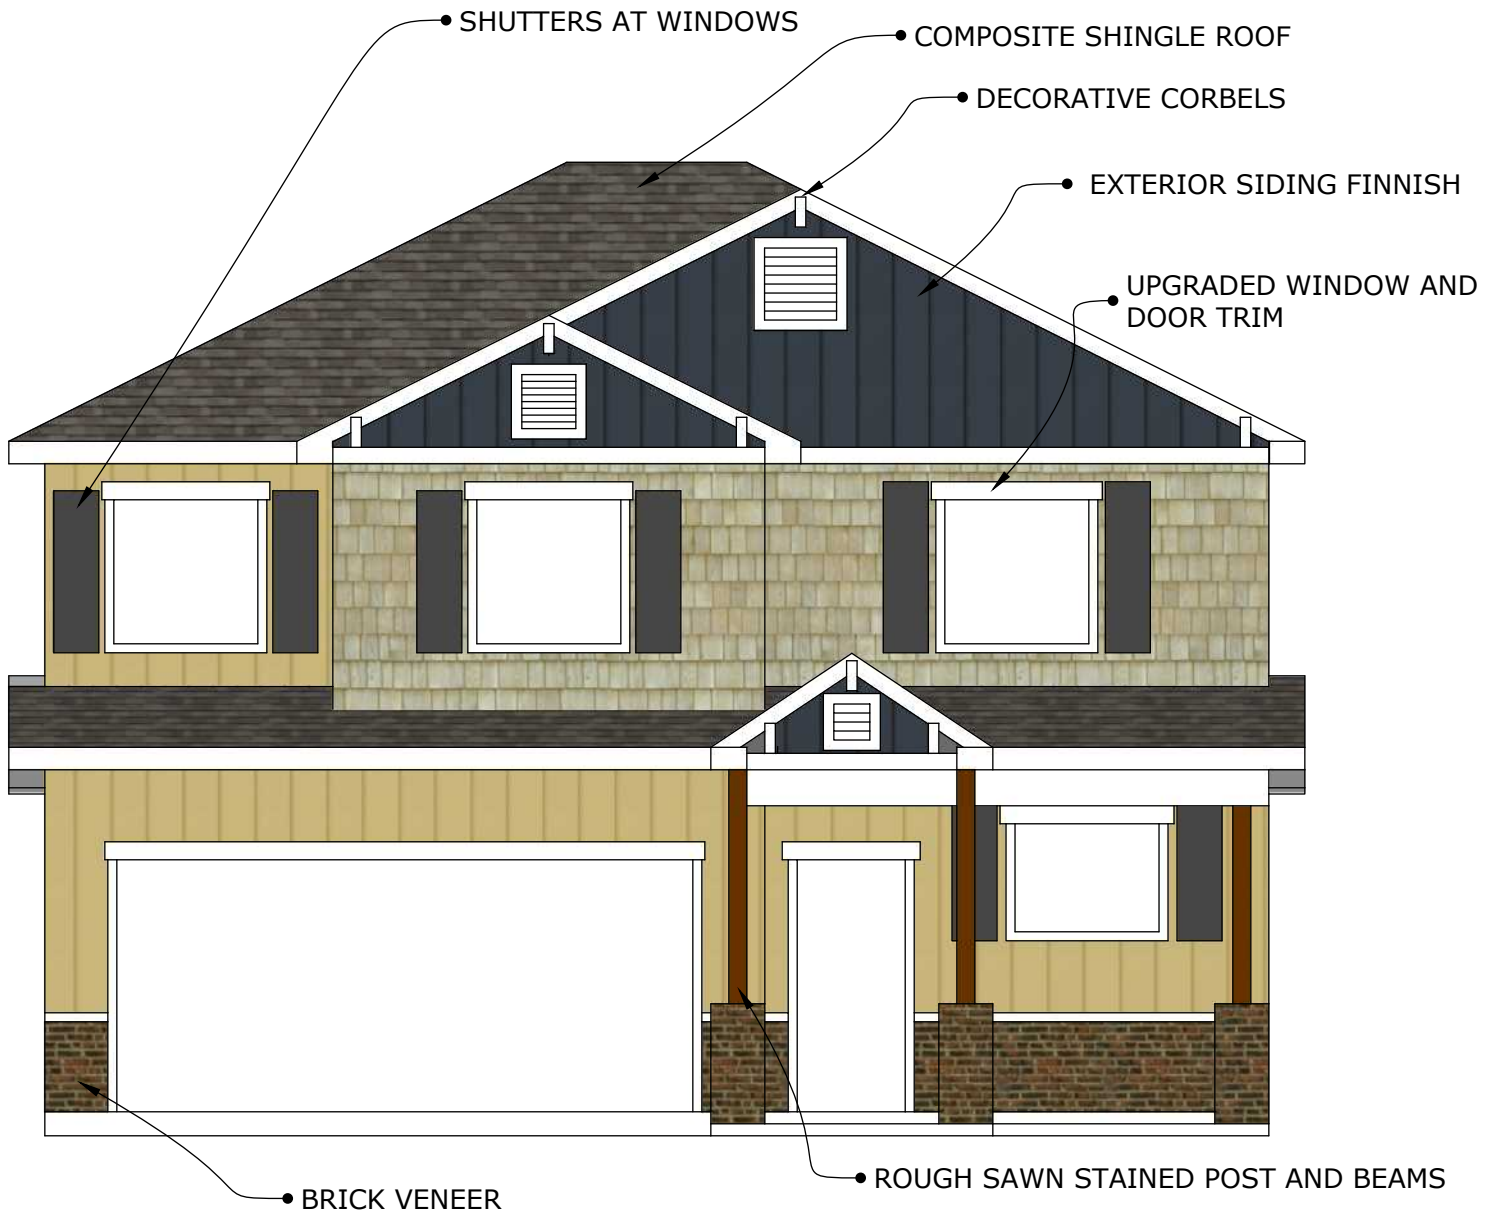 SHUTTERS AT WINDOWS
COMPOSITE SHINGLE ROOF
DECORATIVE CORBELS
EXTERIOR SIDING FINNISH
UPGRADED WINDOW AND
DOOR TRIM
ROUGH SAWN STAINED POST AND BEAMS
BRICK VENEER